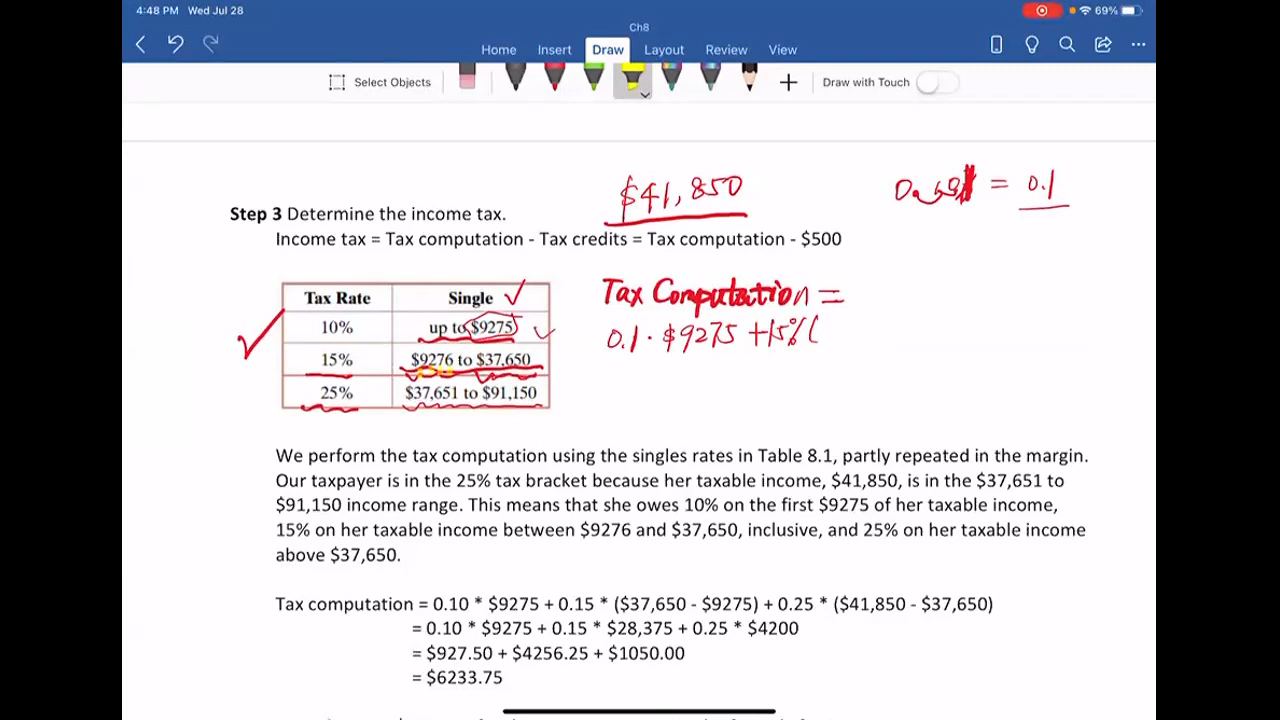 4:48 PM Wed Jul 28
69%
Ch8
Home Insert Draw Layout Review View
Select Objects
Draw with Touch
$41,850
= 0.1
Step 3 Determine the income tax.
Income tax = Tax computation - Tax credits = Tax computation - $500
Tax Rate Single
10% up to $9275
15% $9276 to $37,650
25% $37,651 to $91,150
Tax Computation =
0.1 · $9275 + 15% (
We perform the tax computation using the singles rates in Table 8.1, partly repeated in the margin.
Our taxpayer is in the 25% tax bracket because her taxable income, $41,850, is in the $37,651 to
$91,150 income range. This means that she owes 10% on the first $9275 of her taxable income,
15% on her taxable income between $9276 and $37,650, inclusive, and 25% on her taxable income
above $37,650.
Tax computation = 0.10 * $9275 + 0.15 * ($37,650 - $9275) + 0.25 * ($41,850 - $37,650)
= 0.10 * $9275 + 0.15 * $28,375 + 0.25 * $4200
= $927.50 + $4256.25 + $1050.00
= $6233.75